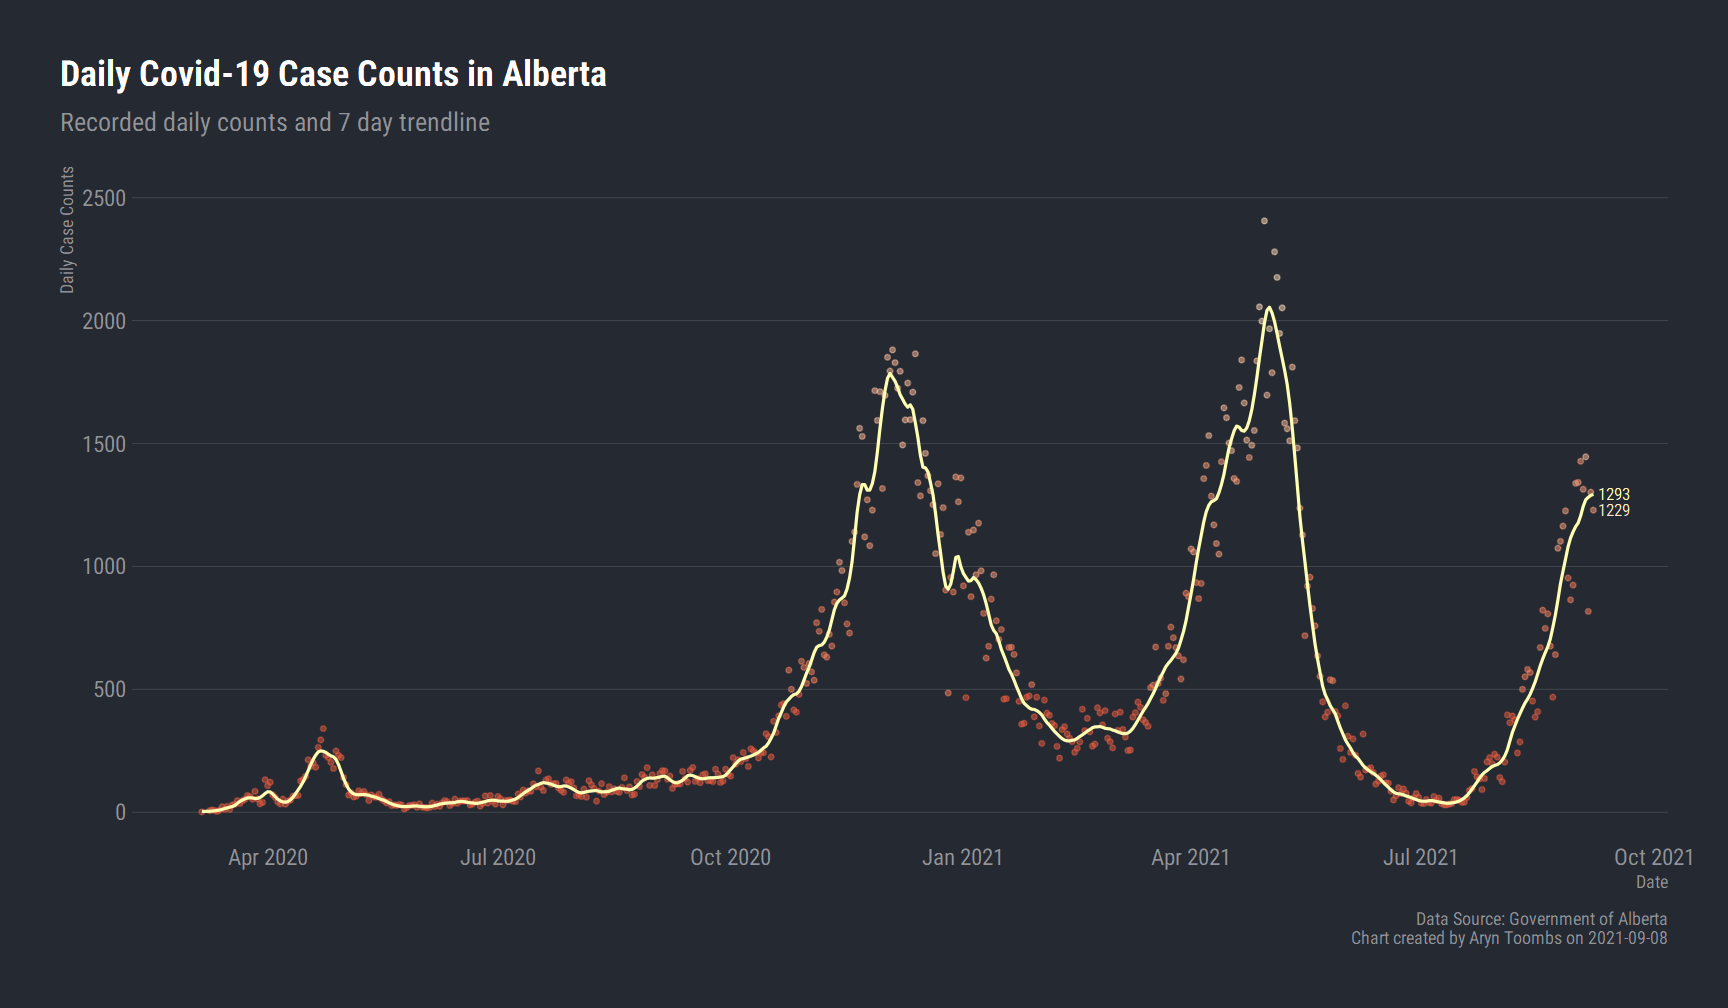 Daily Covid-19 Case Counts in Alberta
Recorded daily counts and 7 day trendline
Daily Case Counts
2500
2000
1500
1293
1229
1000
500
0
Apr 2020 Jul 2020 Oct 2020 Jan 2021 Apr 2021 Jul 2021 Oct 2021
Date
Data Source: Government of Alberta
Chart created by Aryn Toombs on 2021-09-08